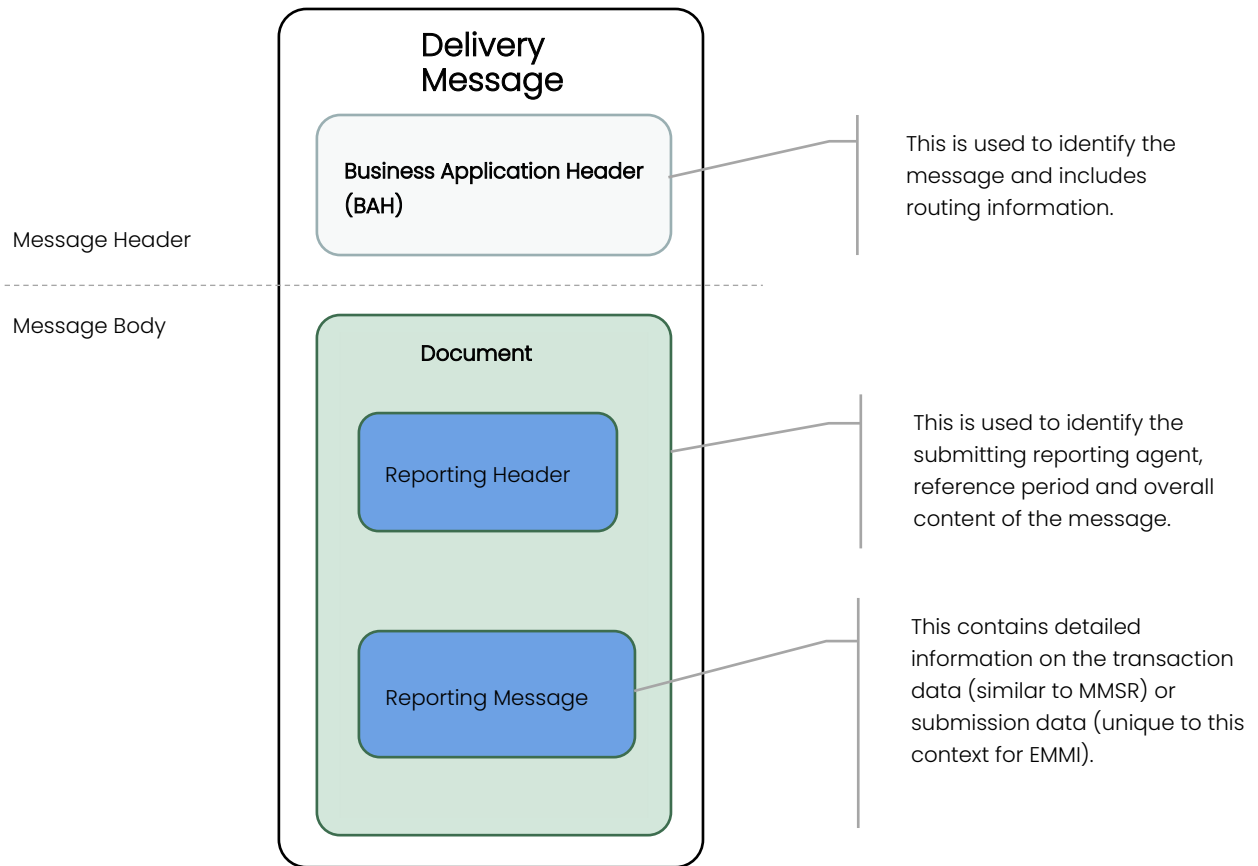 Delivery
Message
Business Application Header
(BAH)
This is used to identify the
message and includes
routing information.
Message Header
Message Body
Document
Reporting Header
This is used to identify the
submitting reporting agent,
reference period and overall
content of the message.
Reporting Message
This contains detailed
information on the transaction
data (similar to MMSR) or
submission data (unique to this
context for EMMI).